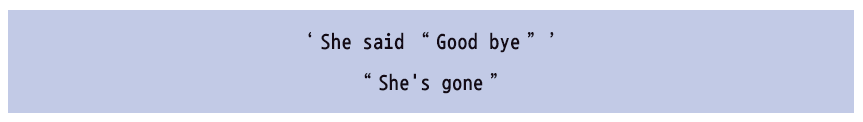 ‘ She said “ Good bye ” ’
“ She's gone ”